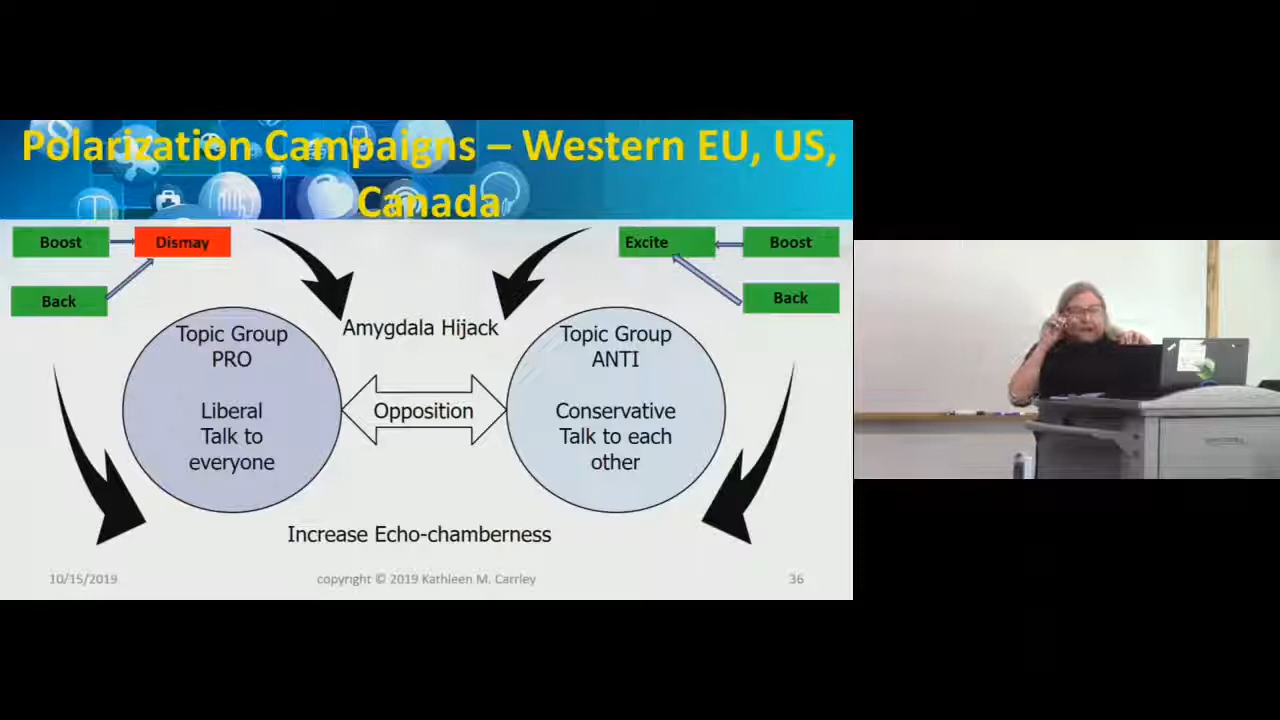 Polarization Campaigns – Western EU, US,
Canada
Boost
Dismay
Excite
Boost
Back
Back
Amygdala Hijack
Topic Group
PRO
Liberal
Talk to
everyone
Opposition
Topic Group
ANTI
Conservative
Talk to each
other
Increase Echo-chamberness
10/15/2019
copyright © 2019 Kathleen M. Carrley
36